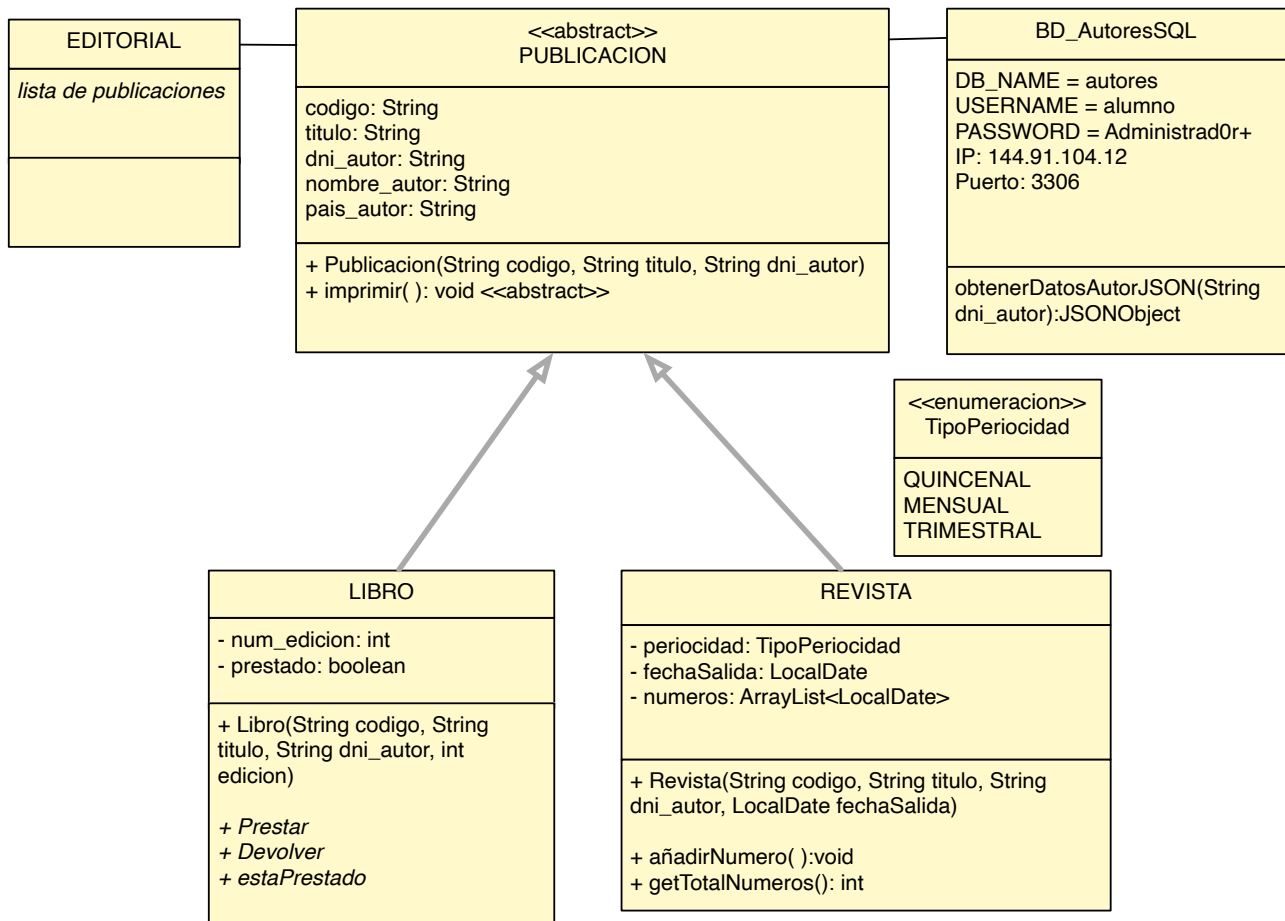 EDITORIAL
lista de publicaciones
<<abstract>>
PUBLICACION
codigo: String
titulo: String
dni_autor: String
nombre_autor: String
pais_autor: String
+ Publicacion(String codigo, String titulo, String dni_autor)
+ imprimir( ): void <<abstract>>
BD_AutoresSQL
DB_NAME = autores
USERNAME = alumno
PASSWORD = Administrad0r+
IP: 144.91.104.12
Puerto: 3306
obtenerDatosAutorJSON(String
dni_autor):JSONObject
<<enumeracion>>
TipoPeriocidad
QUINCENAL
MENSUAL
TRIMESTRAL
LIBRO
- num_edicion: int
- prestado: boolean
+ Libro(String codigo, String
titulo, String dni_autor, int
edicion)
+ Prestar
+ Devolver
+ estaPrestado
REVISTA
- periocidad: TipoPeriocidad
- fechaSalida: LocalDate
- numeros: ArrayList<LocalDate>
+ Revista(String codigo, String titulo, String
dni_autor, LocalDate fechaSalida)
+ añadirNumero( ):void
+ getTotalNumeros(): int